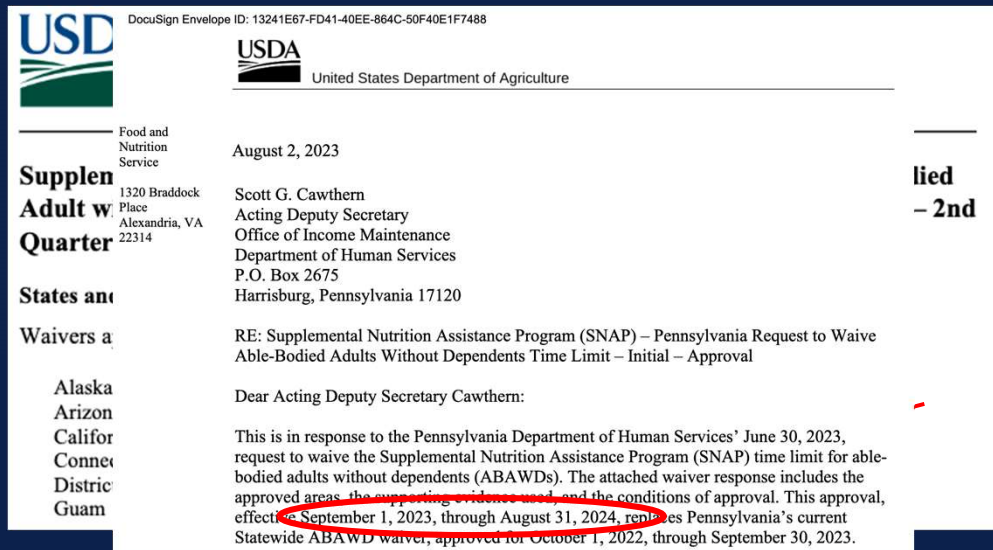 USD
DocuSign Envelope ID: 13241E67-FD41-40EE-864C-50F40E1F7488
USDA
United States Department of Agriculture
Food and
Nutrition
Service
1320 Braddock
Place
Alexandria, VA
22314
August 2, 2023
Scott G. Cawthern
Acting Deputy Secretary
Office of Income Maintenance
Department of Human Services
P.O. Box 2675
Harrisburg, Pennsylvania 17120
RE: Supplemental Nutrition Assistance Program (SNAP) – Pennsylvania Request to Waive
Able-Bodied Adults Without Dependents Time Limit – Initial – Approval
Dear Acting Deputy Secretary Cawthern:
This is in response to the Pennsylvania Department of Human Services' June 30, 2023,
request to waive the Supplemental Nutrition Assistance Program (SNAP) time limit for able-
bodied adults without dependents (ABAWDs). The attached waiver response includes the
approved areas, the supporting evidence used, and the conditions of approval. This approval,
effective September 1, 2023, through August 31, 2024, replaces Pennsylvania's current
Statewide ABAWD waiver, approved for October 1, 2022, through September 30, 2023.
Supplem
lied
Adult w
– 2nd
Quarter
States and
Waivers a
Alaska
Arizon
Califor
Connec
Distric
Guam